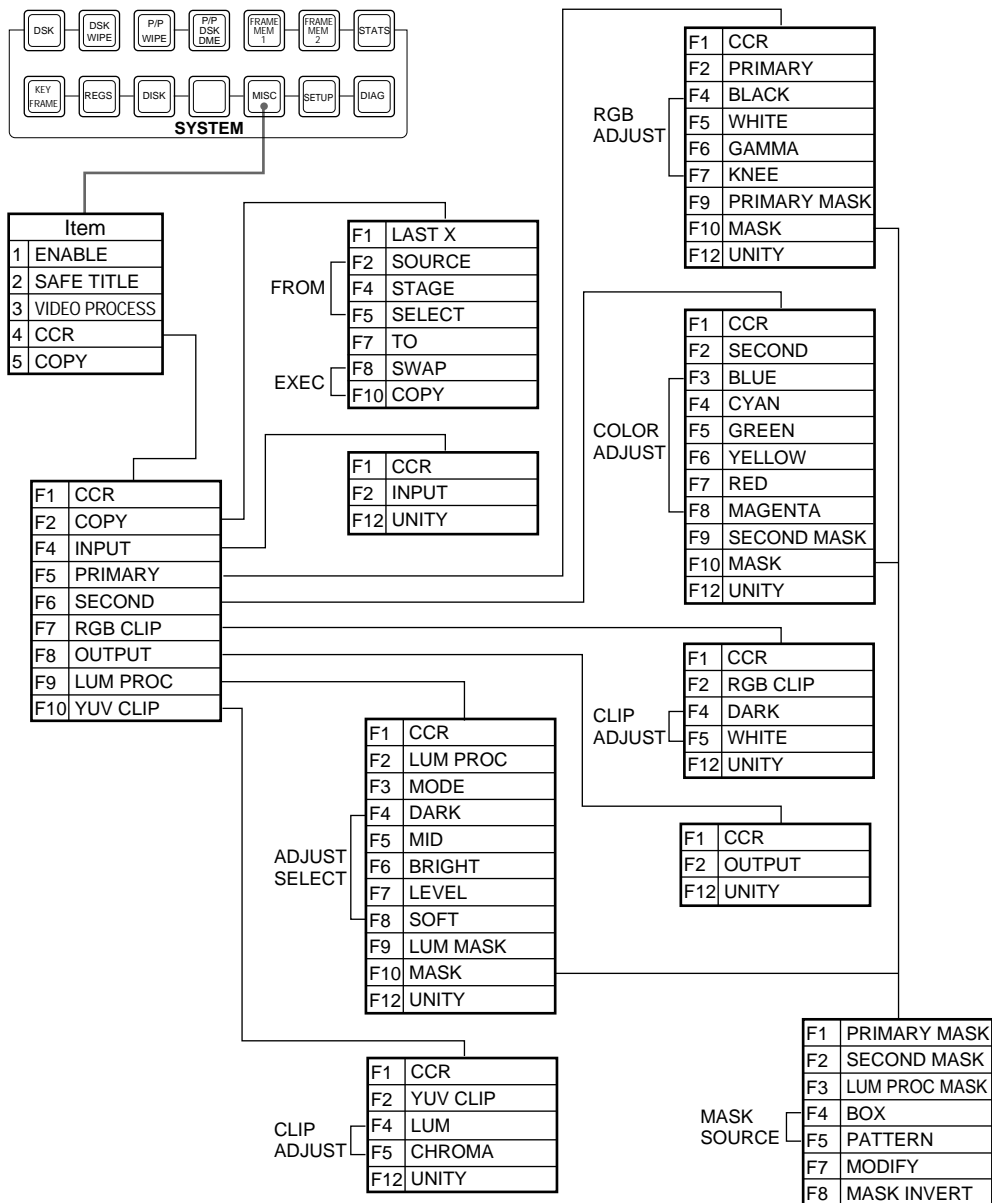 DSK
DSK WIPE
P/P WIPE
P/P DSK DME
FRAME MEM 1
FRAME MEM 2
STATS
KEY FRAME
REGS
DISK
MISC
SETUP
DIAG
SYSTEM
Item
1 ENABLE
2 SAFE TITLE
3 VIDEO PROCESS
4 CCR
5 COPY
F1 CCR
F2 COPY
F4 INPUT
F5 PRIMARY
F6 SECOND
F7 RGB CLIP
F8 OUTPUT
F9 LUM PROC
F10 YUV CLIP
FROM
EXEC
F1 LAST X
F2 SOURCE
F4 STAGE
F5 SELECT
F7 TO
F8 SWAP
F10 COPY
F1 CCR
F2 INPUT
F12 UNITY
RGB ADJUST
F1 CCR
F2 PRIMARY
F4 BLACK
F5 WHITE
F6 GAMMA
F7 KNEE
F9 PRIMARY MASK
F10 MASK
F12 UNITY
COLOR ADJUST
F1 CCR
F2 SECOND
F3 BLUE
F4 CYAN
F5 GREEN
F6 YELLOW
F7 RED
F8 MAGENTA
F9 SECOND MASK
F10 MASK
F12 UNITY
CLIP ADJUST
F1 CCR
F2 RGB CLIP
F4 DARK
F5 WHITE
F12 UNITY
F1 CCR
F2 OUTPUT
F12 UNITY
ADJUST SELECT
F1 CCR
F2 LUM PROC
F3 MODE
F4 DARK
F5 MID
F6 BRIGHT
F7 LEVEL
F8 SOFT
F9 LUM MASK
F10 MASK
F12 UNITY
CLIP ADJUST
F1 CCR
F2 YUV CLIP
F4 LUM
F5 CHROMA
F12 UNITY
MASK SOURCE
F1 PRIMARY MASK
F2 SECOND MASK
F3 LUM PROC MASK
F4 BOX
F5 PATTERN
F7 MODIFY
F8 MASK INVERT